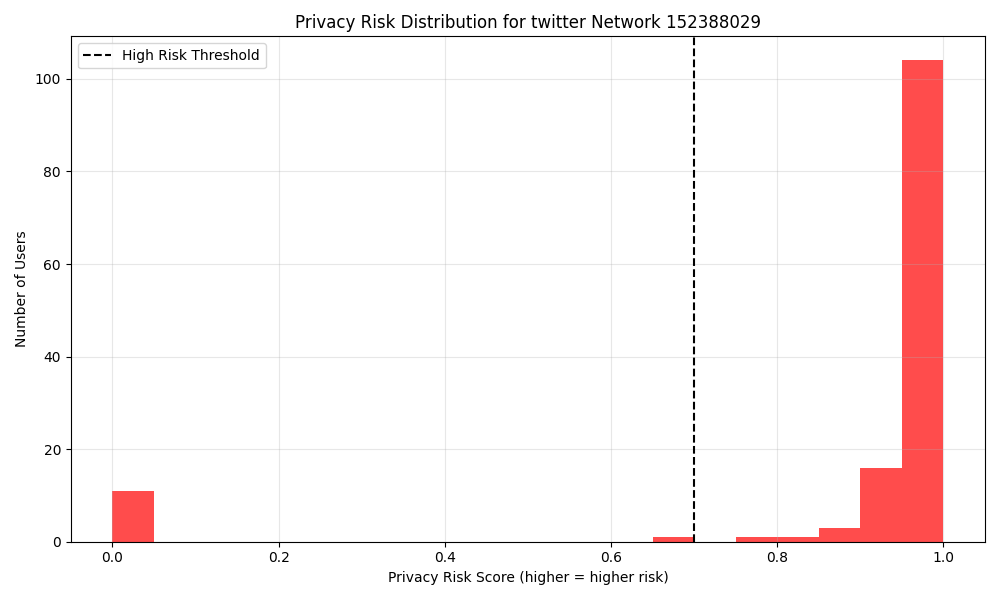 Privacy Risk Distribution for twitter Network 152388029
High Risk Threshold
100
80
60
40
20
0
Number of Users
0.0 0.2 0.4 0.6 0.8 1.0
Privacy Risk Score (higher = higher risk)